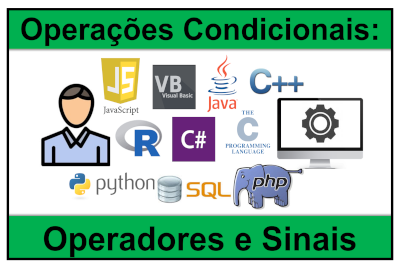 Operações Condicionais:
JS
JavaScript
VB
Visual Basic
Java
C++
R
C#
THE
C
PROGRAMMING
LANGUAGE
python
SQL
php
Operadores e Sinais